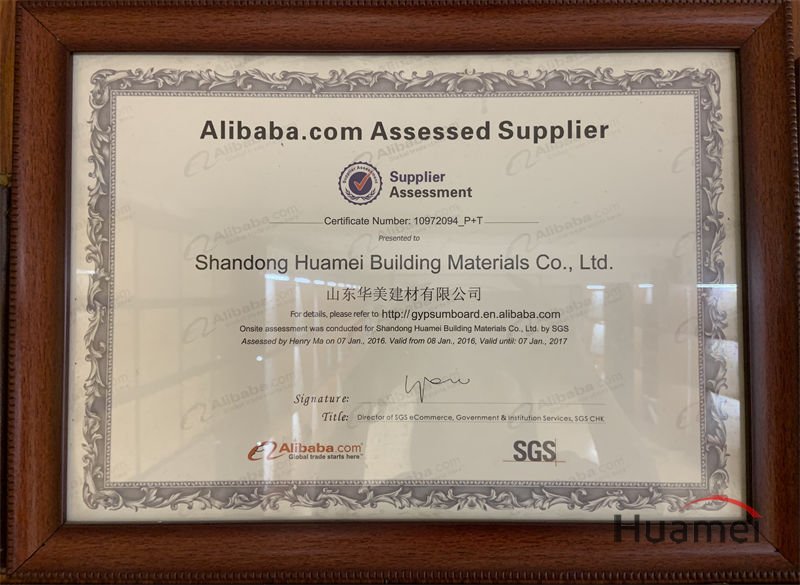 Alibaba.com Assessed Supplier
Supplier Assessment
Supplier
Assessment
Certificate Number: 10972094_P+T
Presented to
Shandong Huamei Building Materials Co., Ltd.
山东华美建材有限公司
For details, please refer to http://gypsumboard.en.alibaba.com
Onsite assessment was conducted for Shandong Huamei Building Materials Co., Ltd. by SGS
Assessed by Henry Ma on 07 Jan., 2016. Valid from 08 Jan., 2016, Valid until: 07 Jan., 2017
Signature:
Title: Director of SGS eCommerce, Government & Institution Services, SGS CHK
Alibaba.com®
Global trade starts here™
SGS
Huamei